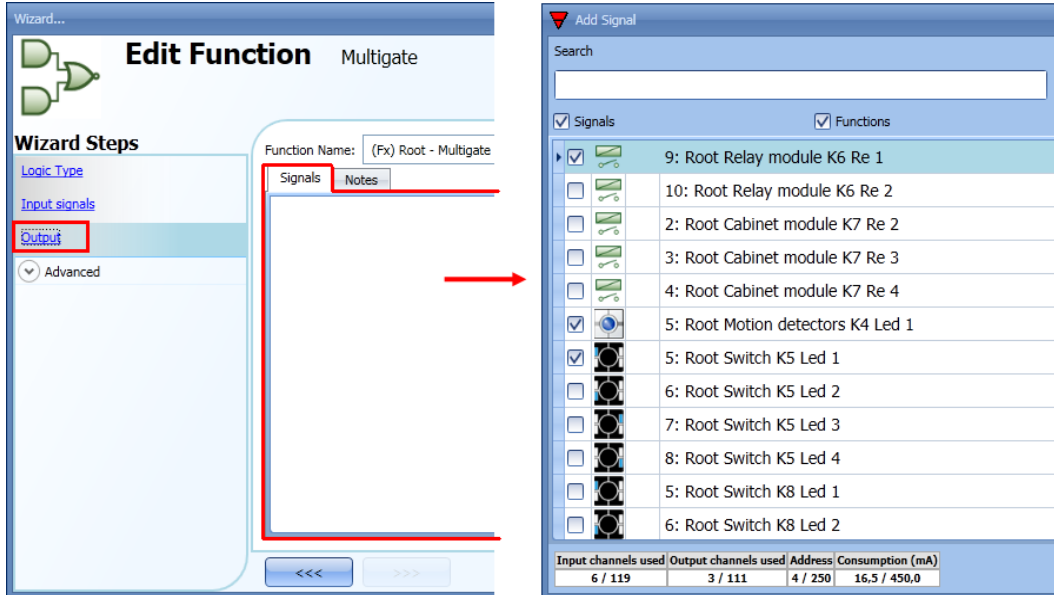 Wizard...
Edit Function Multigate
Wizard Steps
Logic Type
Input signals
Output
Advanced
Function Name: (Fx) Root - Multigate
Signals Notes
<<< >>>
Add Signal
Search
Signals Functions
9: Root Relay module K6 Re 1
10: Root Relay module K6 Re 2
2: Root Cabinet module K7 Re 2
3: Root Cabinet module K7 Re 3
4: Root Cabinet module K7 Re 4
5: Root Motion detectors K4 Led 1
5: Root Switch K5 Led 1
6: Root Switch K5 Led 2
7: Root Switch K5 Led 3
8: Root Switch K5 Led 4
5: Root Switch K8 Led 1
6: Root Switch K8 Led 2
Input channels used Output channels used Address Consumption (mA)
6 / 119 3 / 111 4 / 250 16,5 / 450,0